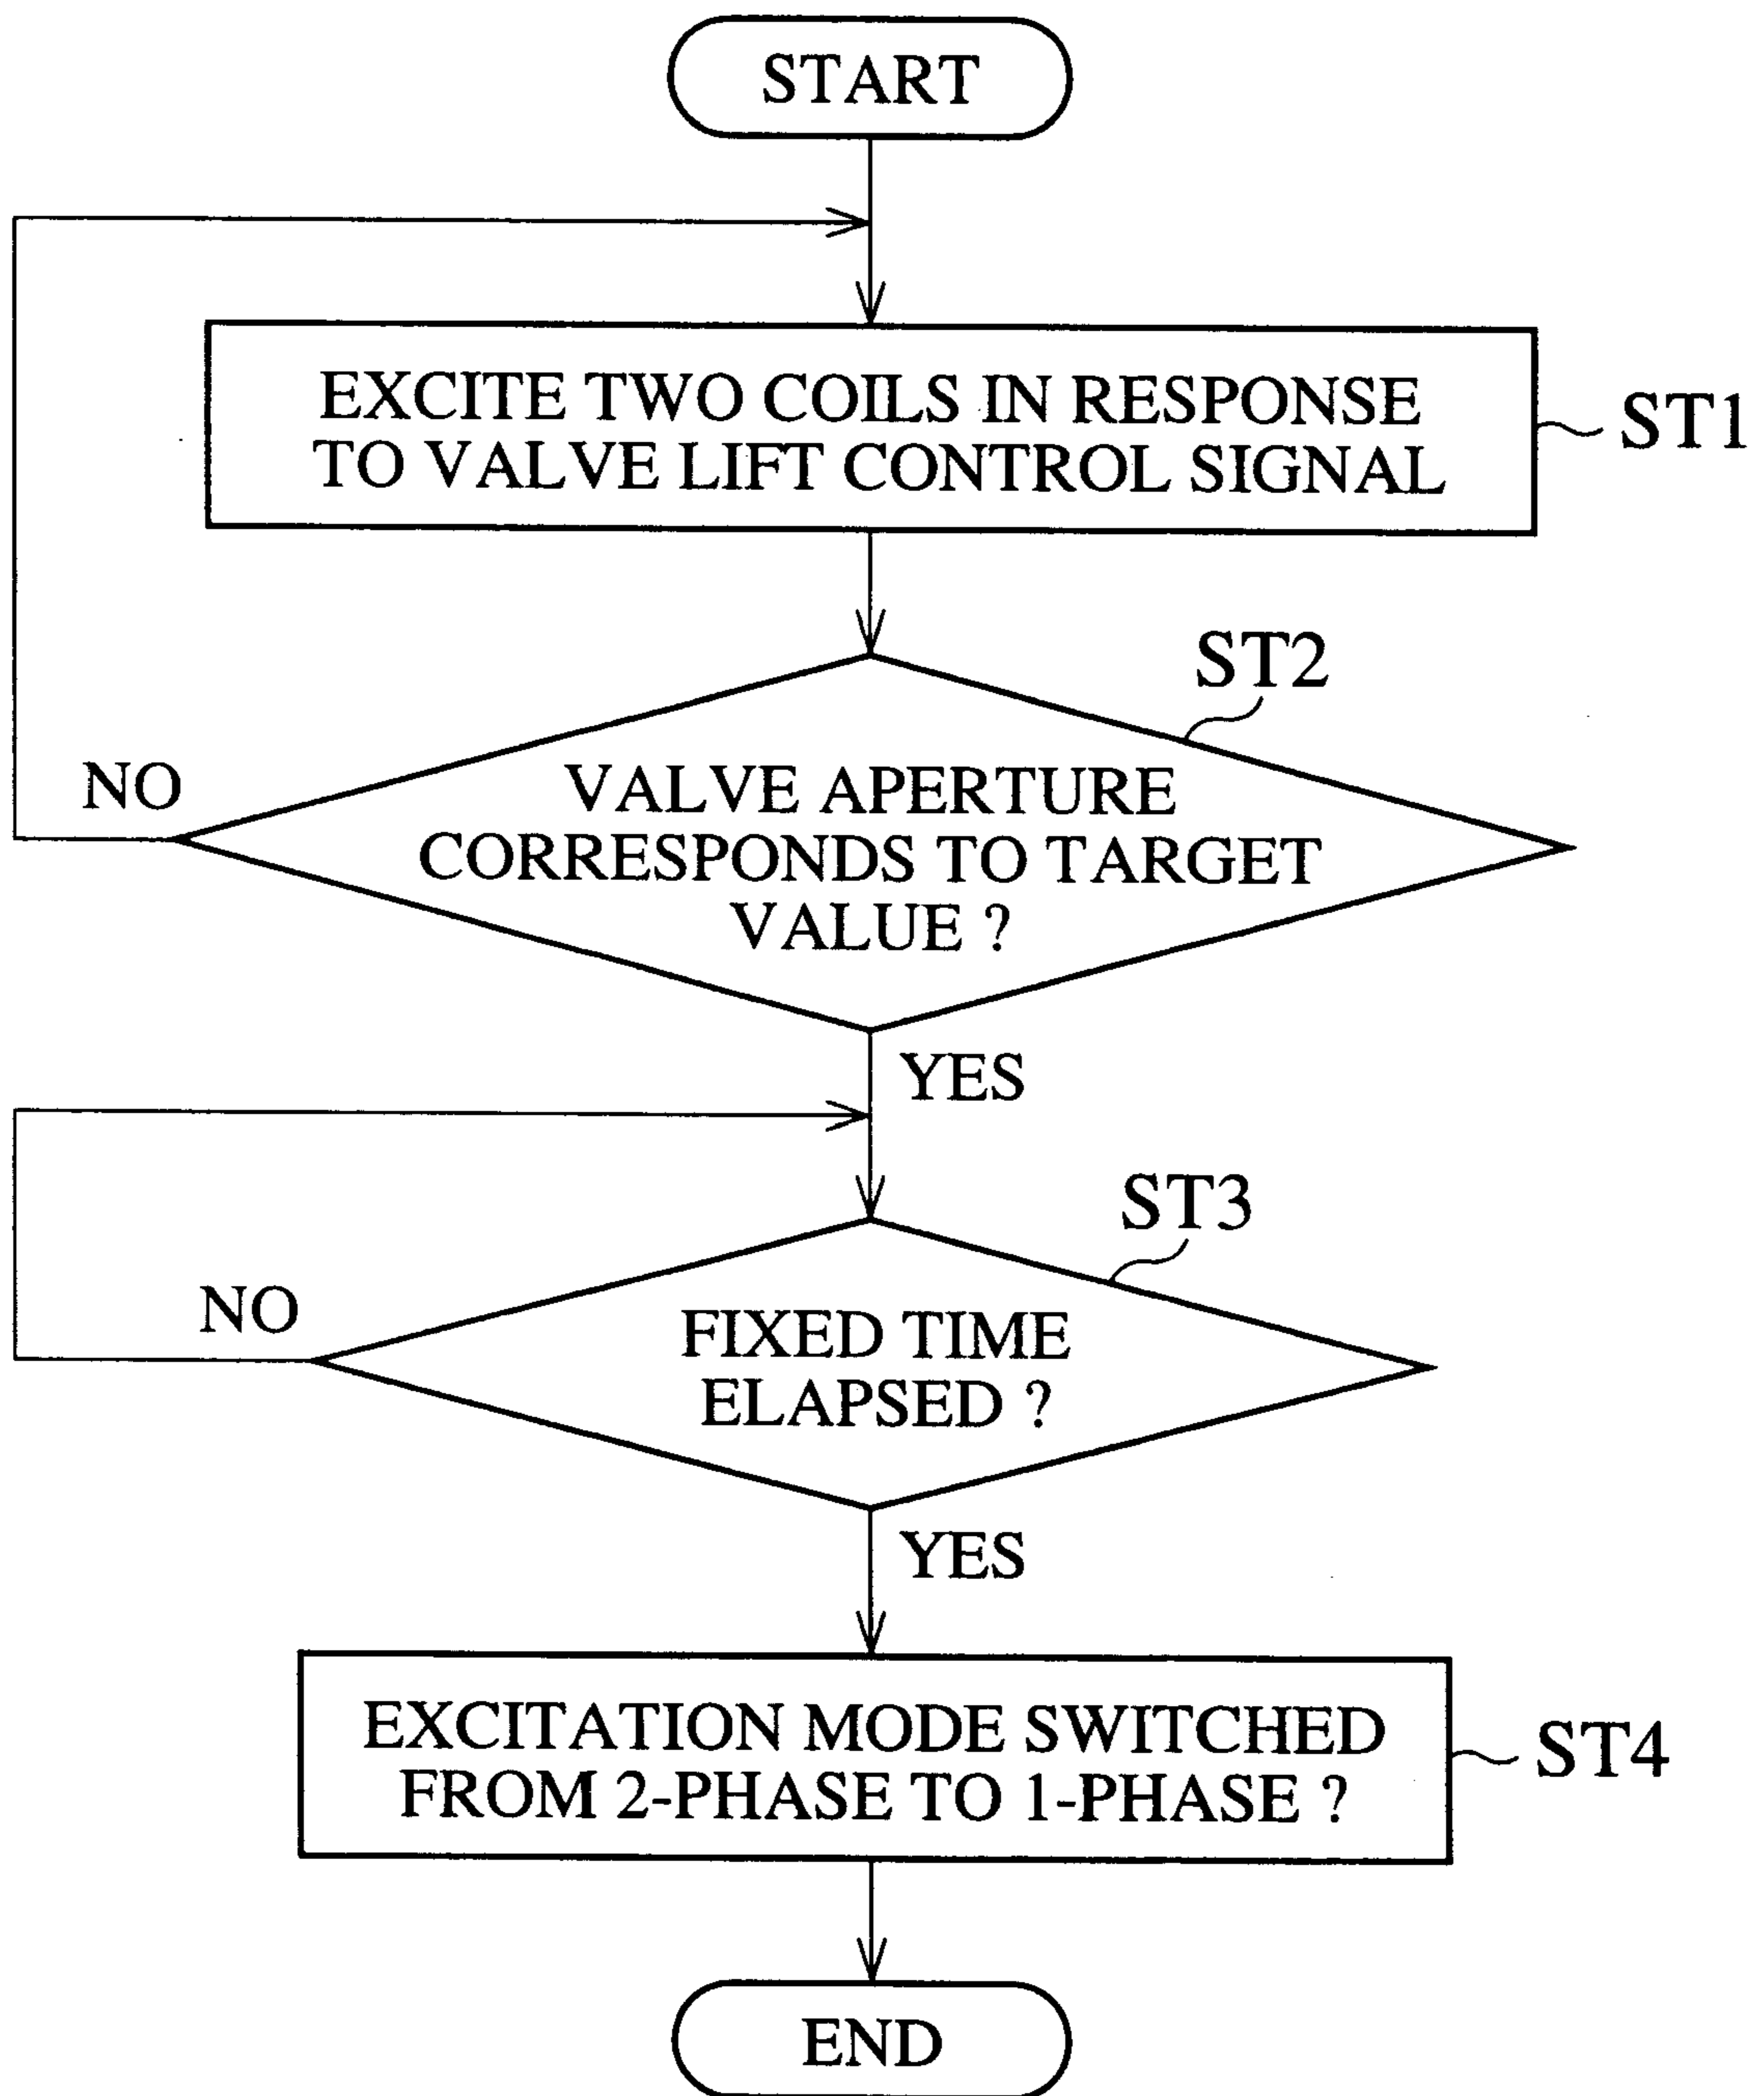 START
EXCITE TWO COILS IN RESPONSE
TO VALVE LIFT CONTROL SIGNAL
ST1
ST2
NO
VALVE APERTURE
CORRESPONDS TO TARGET
VALUE ?
YES
ST3
NO
FIXED TIME
ELAPSED ?
YES
EXCITATION MODE SWITCHED
FROM 2-PHASE TO 1-PHASE ?
ST4
END